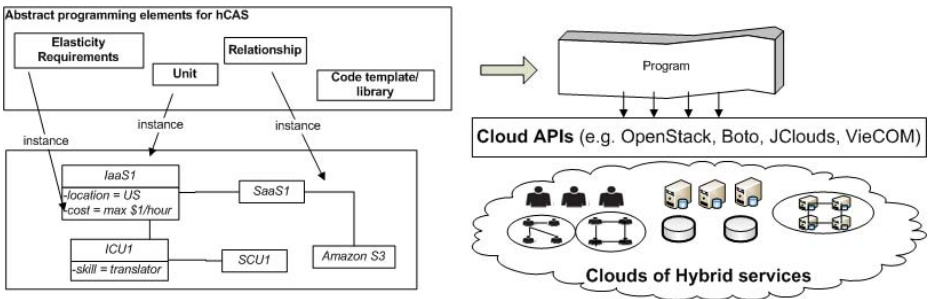 Abstract programming elements for hCAS
Elasticity
Requirements
Relationship
Unit
Code template/
library
instance
instance
instance
IaaS1
-location = US
-cost = max $1/hour
SaaS1
ICU1
-skill = translator
SCU1
Amazon S3
Program
Cloud APIs (e.g. OpenStack, Boto, JClouds, VieCOM)
Clouds of Hybrid services